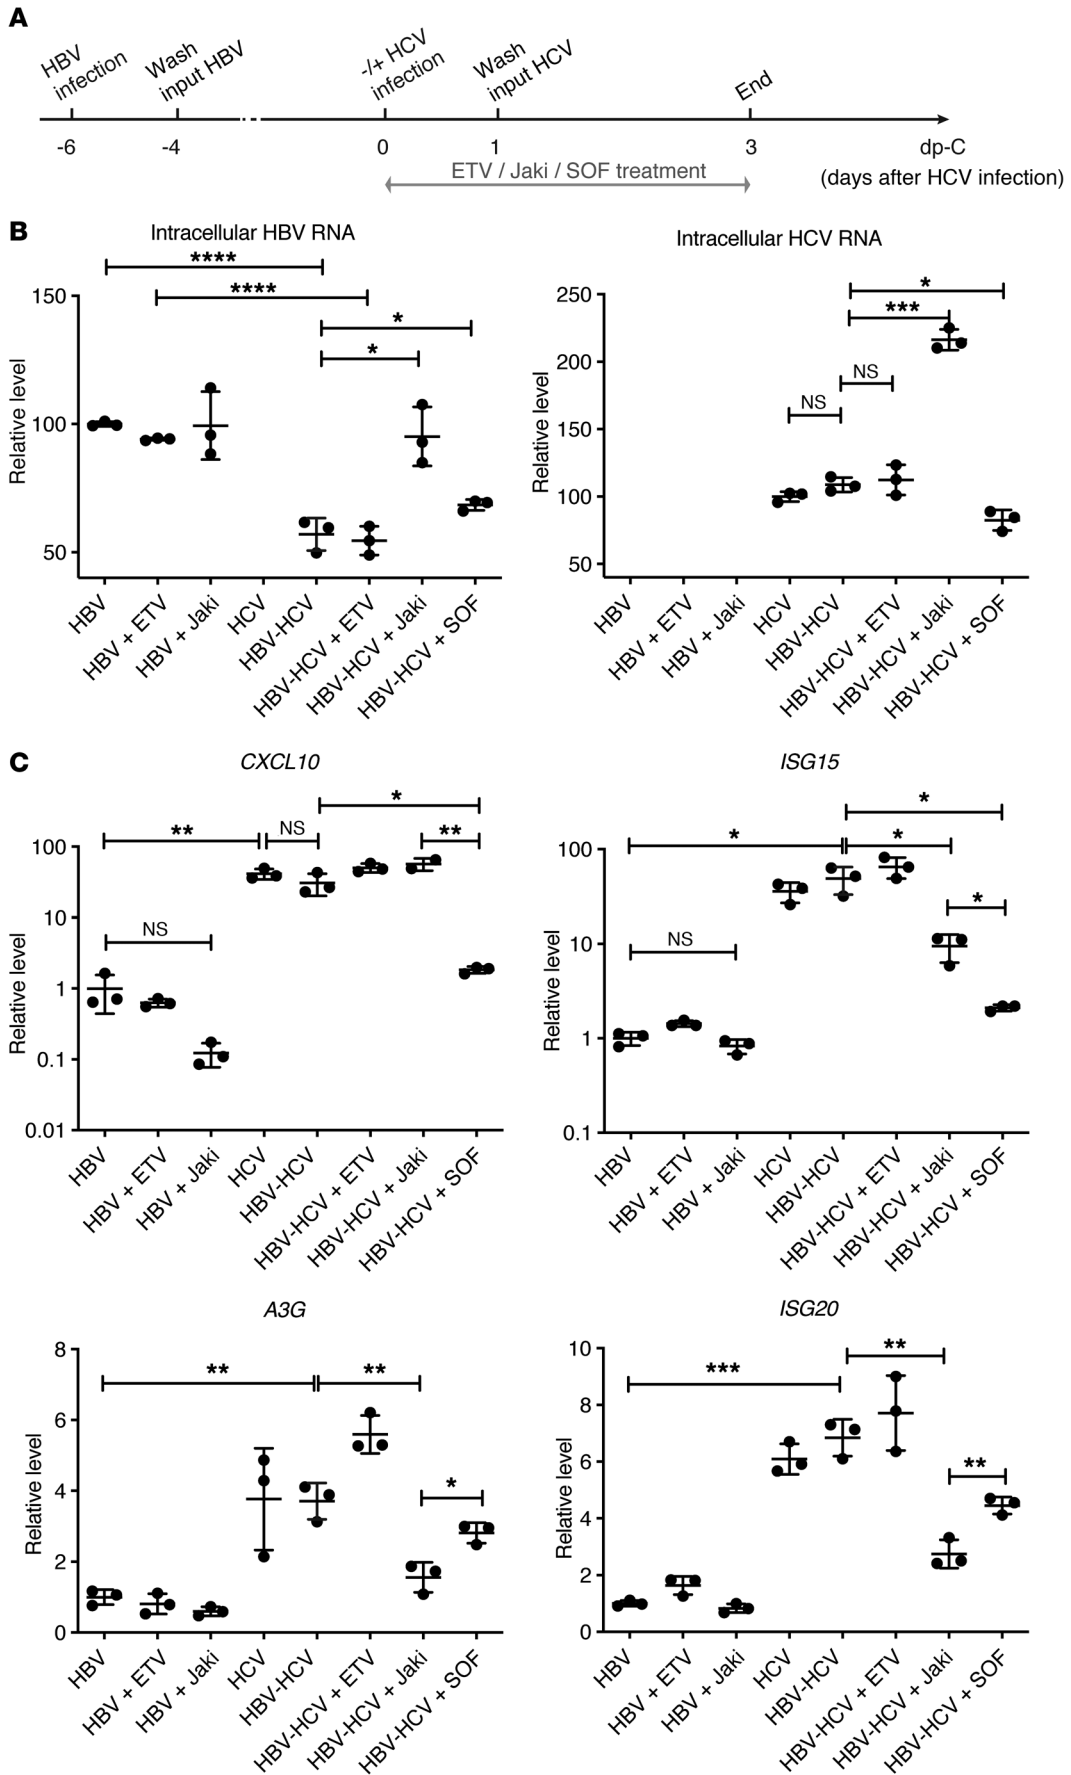 A
HBV
infection
Wash
input HBV
-/+ HCV
infection
Wash
input HCV
End
-6
-4
0
1
3
dp-C
ETV / Jaki / SOF treatment
(days after HCV infection)
B
Intracellular HBV RNA
****
****
*
*
Relative level
150
100
50
HBV
HBV + ETV
HBV + Jaki
HCV
HBV-HCV
HBV-HCV + ETV
HBV-HCV + Jaki
HBV-HCV + SOF
Intracellular HCV RNA
*
***
NS
NS
Relative level
250
200
150
100
50
HBV
HBV + ETV
HBV + Jaki
HCV
HBV-HCV
HBV-HCV + ETV
HBV-HCV + Jaki
HBV-HCV + SOF
C
CXCL10
*
**
NS
**
NS
Relative level
100
10
1
0.1
0.01
HBV
HBV + ETV
HBV + Jaki
HCV
HBV-HCV
HBV-HCV + ETV
HBV-HCV + Jaki
HBV-HCV + SOF
ISG15
*
*
*
*
NS
Relative level
100
10
1
0.1
HBV
HBV + ETV
HBV + Jaki
HCV
HBV-HCV
HBV-HCV + ETV
HBV-HCV + Jaki
HBV-HCV + SOF
A3G
**
**
*
Relative level
8
6
4
2
0
HBV
HBV + ETV
HBV + Jaki
HCV
HBV-HCV
HBV-HCV + ETV
HBV-HCV + Jaki
HBV-HCV + SOF
ISG20
**
***
**
Relative level
10
8
6
4
2
0
HBV
HBV + ETV
HBV + Jaki
HCV
HBV-HCV
HBV-HCV + ETV
HBV-HCV + Jaki
HBV-HCV + SOF